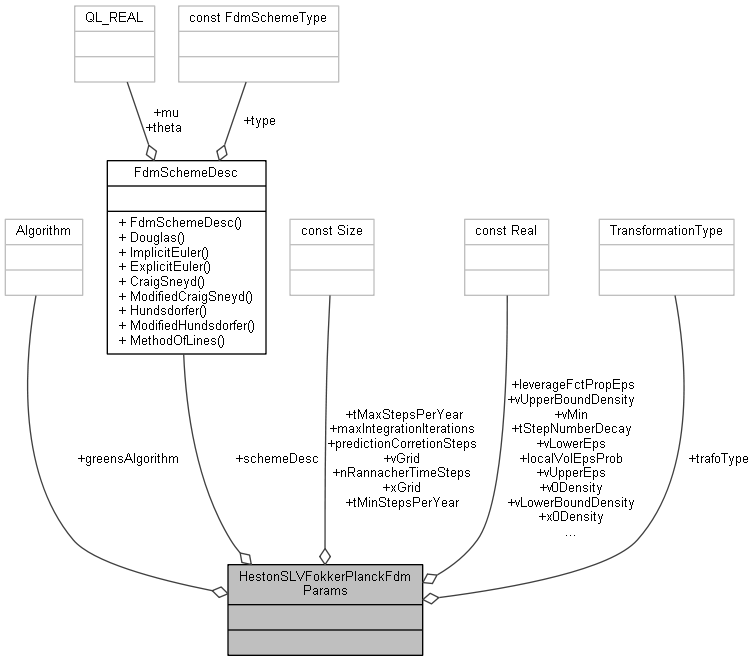 QL_REAL
const FdmSchemeType
+mu
+theta
+type
FdmSchemeDesc
+ FdmSchemeDesc()
+ Douglas()
+ ImplicitEuler()
+ ExplicitEuler()
+ CraigSneyd()
+ ModifiedCraigSneyd()
+ Hundsdorfer()
+ ModifiedHundsdorfer()
+ MethodOfLines()
Algorithm
const Size
const Real
TransformationType
+greensAlgorithm
+schemeDesc
+tMaxStepsPerYear
+maxIntegrationIterations
+predictionCorretionSteps
+vGrid
+nRannacherTimeSteps
+xGrid
+tMinStepsPerYear
+leverageFctPropEps
+vUpperBoundDensity
+vMin
+tStepNumberDecay
+vLowerEps
+localVolEpsProb
+vUpperEps
+v0Density
+vLowerBoundDensity
+x0Density
...
+trafoType
HestonSLVFokkerPlanckFdm
Params